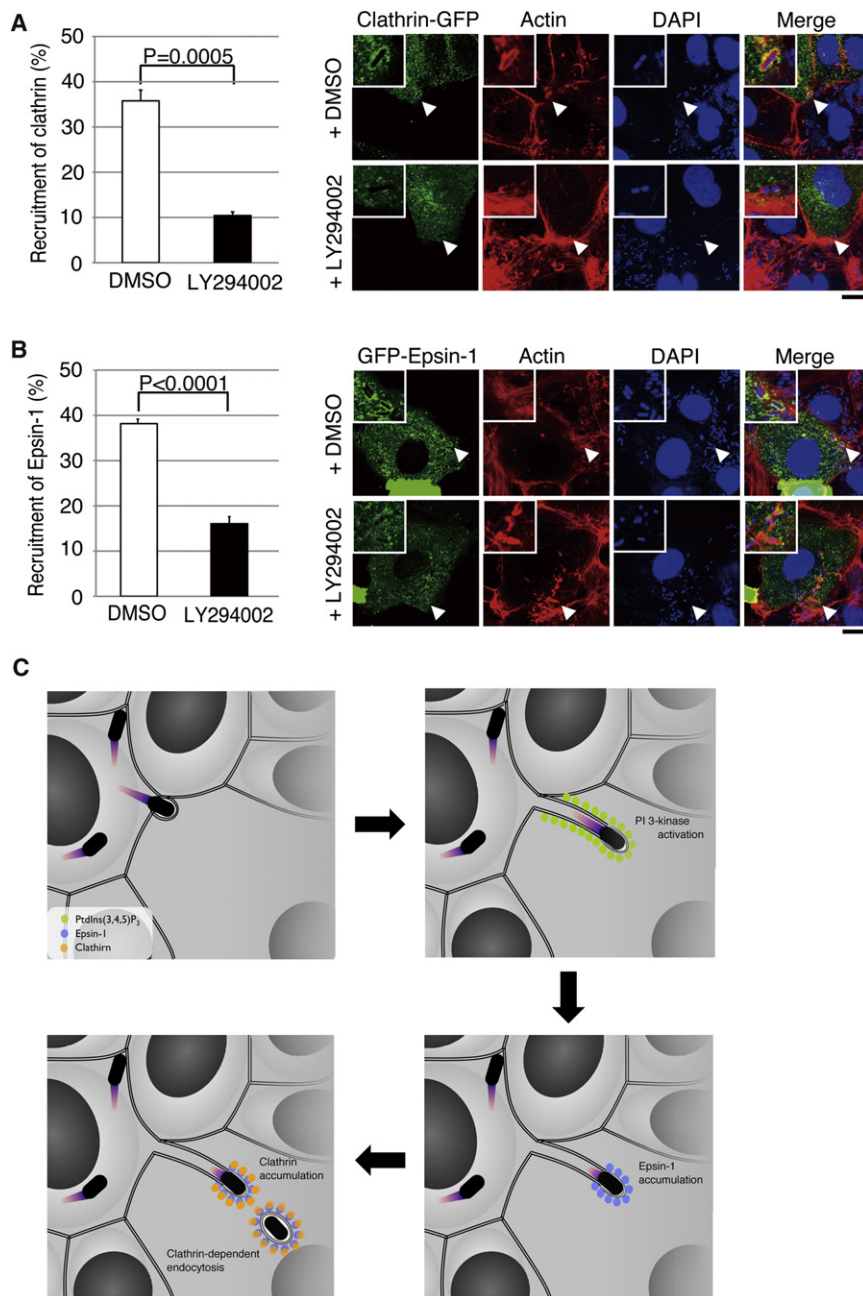 A
Recruitment of clathrin (%)
50
40
30
20
10
0
P=0.0005
DMSO
LY294002
Clathrin-GFP
Actin
DAPI
Merge
+ DMSO
+ LY294002
B
Recruitment of Epsin-1 (%)
50
40
30
20
10
0
P<0.0001
DMSO
LY294002
GFP-Epsin-1
Actin
DAPI
Merge
+ DMSO
+ LY294002
C
PtdIns(3,4,5)P3
Epsin-1
Clathirn
PI 3-kinase
activation
Clathrin
accumulation
Clathrin-dependent
endocytosis
Epsin-1
accumulation